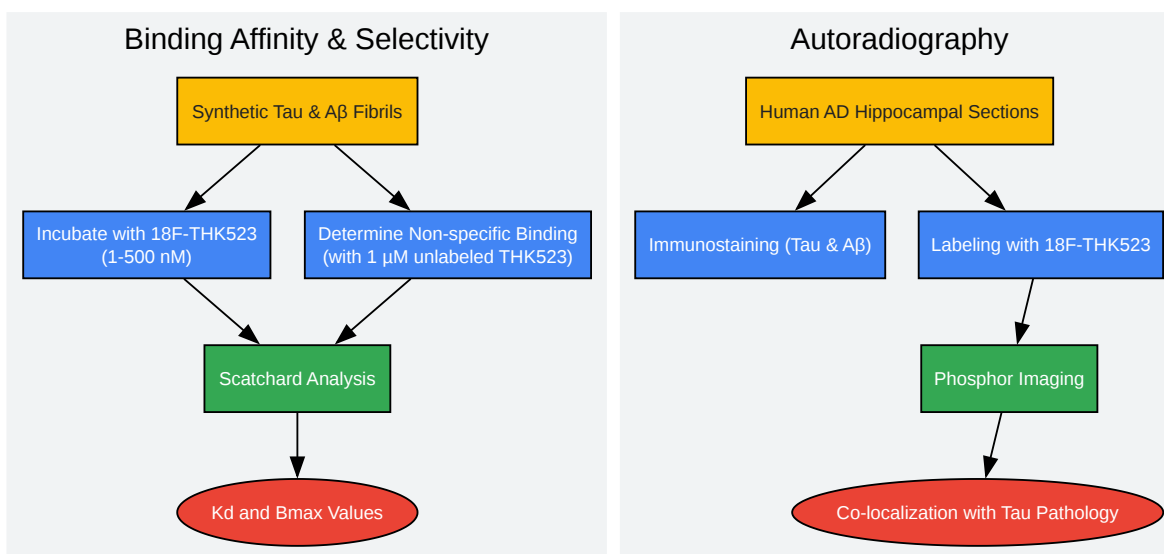 Binding Affinity & Selectivity
Synthetic Tau & Aβ Fibrils
Incubate with 18F-THK523
(1-500 nM)
Determine Non-specific Binding
(with 1 µM unlabeled THK523)
Scatchard Analysis
Kd and Bmax Values
Autoradiography
Human AD Hippocampal Sections
Immunostaining (Tau & Aβ)
Labeling with 18F-THK523
Phosphor Imaging
Co-localization with Tau Pathology